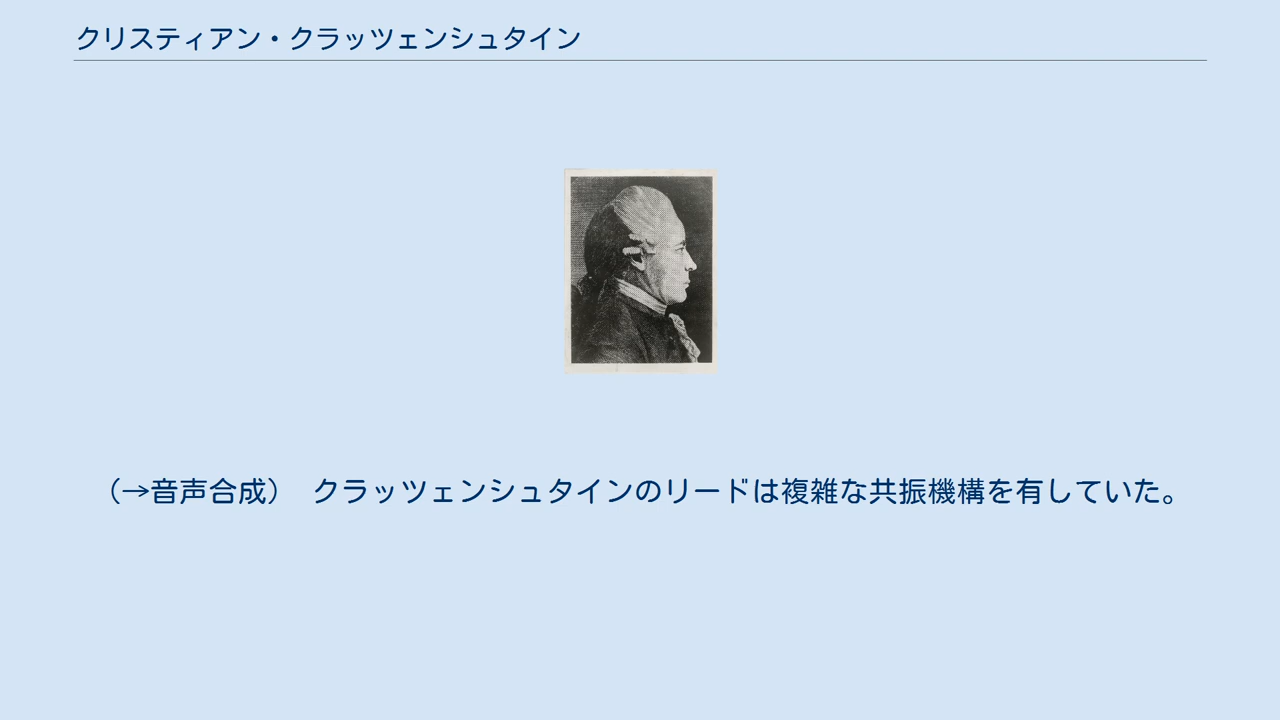 クリスティアン・クラッツェンシュタイン
（→音声合成）　クラッツェンシュタインのリードは複雑な共振機構を有していた。